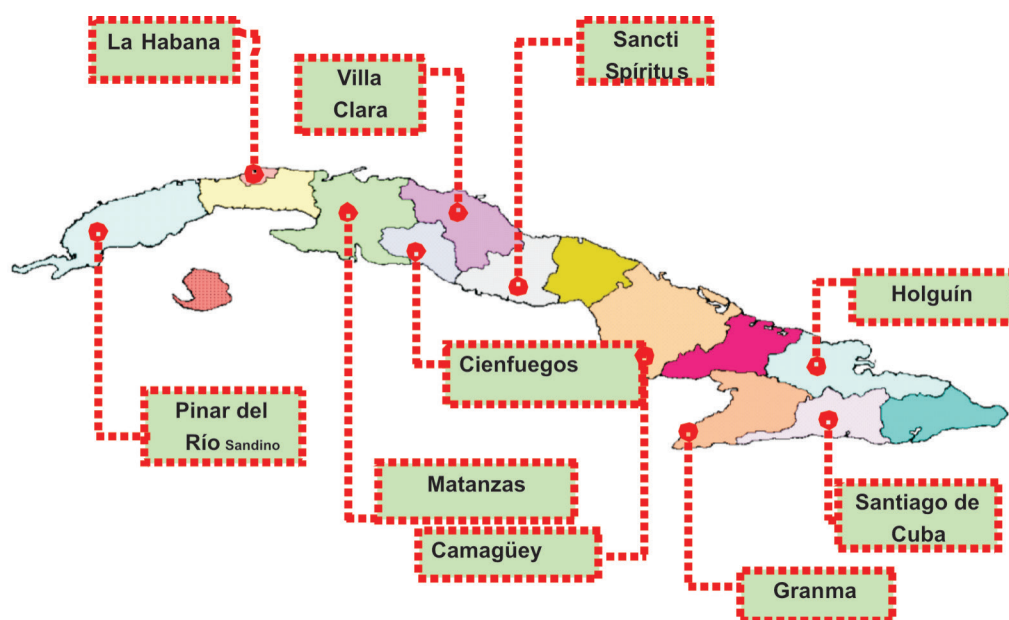 La Habana
Sancti
Spíritus
Villa
Clara
Holguín
Cienfuegos
Pinar del
Río Sandino
Matanzas
Camagüey
Santiago de
Cuba
Granma